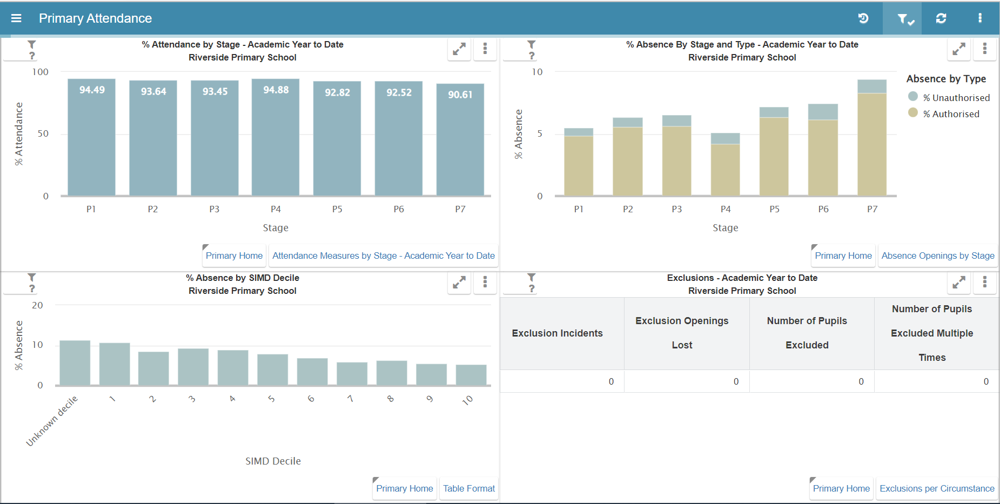 Primary Attendance
% Attendance by Stage - Academic Year to Date
Riverside Primary School
?
100
50
0
% Attendance
94.49
93.64
93.45
94.88
92.82
92.52
90.61
P1
P2
P3
P4
P5
P6
P7
Stage
Primary Home
Attendance Measures by Stage - Academic Year to Date
% Absence By Stage and Type - Academic Year to Date
Riverside Primary School
?
10
5
0
% Absence
Absence by Type
% Unauthorised
% Authorised
P1
P2
P3
P4
P5
P6
P7
Stage
Primary Home
Absence Openings by Stage
% Absence by SIMD Decile
Riverside Primary School
?
20
10
0
% Absence
Unknown decile
1
2
3
4
5
6
7
8
9
10
SIMD Decile
Primary Home
Table Format
Exclusions - Academic Year to Date
Riverside Primary School
?
Exclusion Incidents
Exclusion Openings
Lost
Number of Pupils
Excluded
Number of Pupils
Excluded Multiple
Times
0
0
0
0
Primary Home
Exclusions per Circumstance